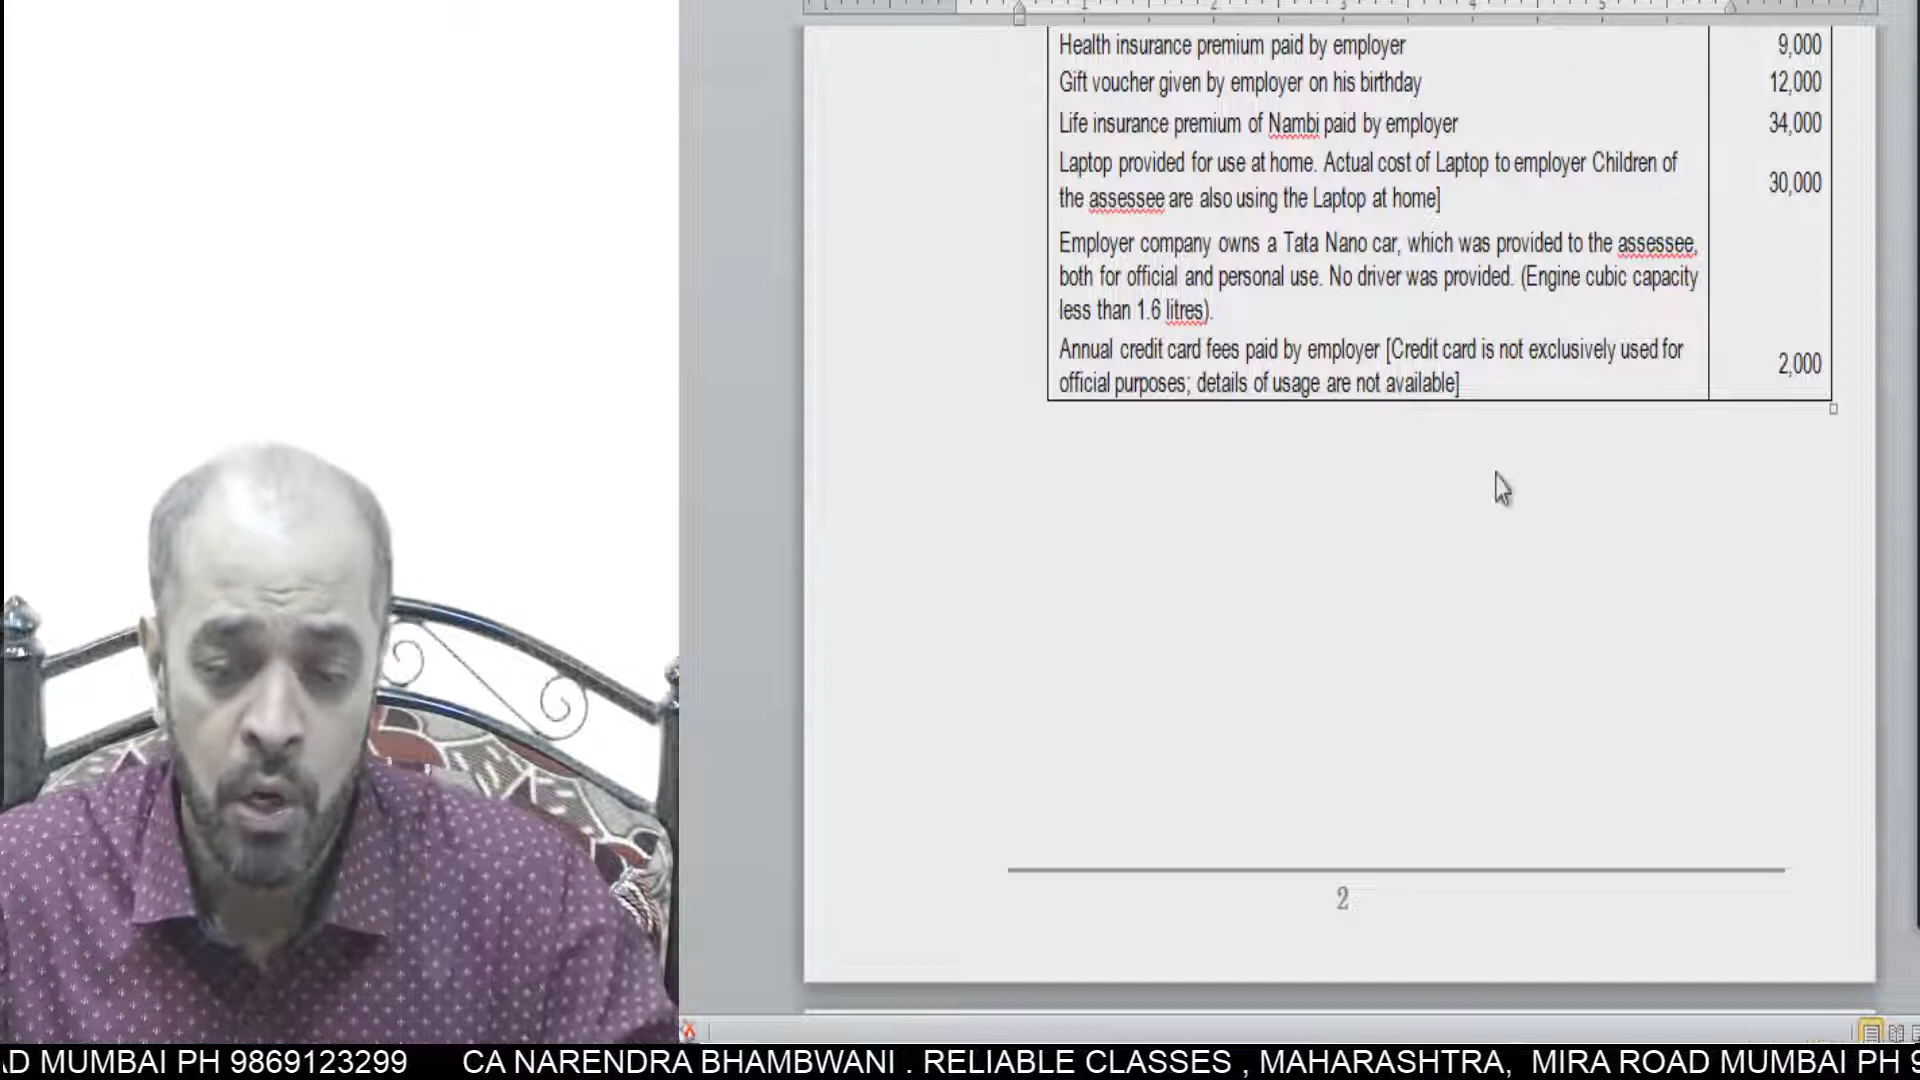 Health insurance premium paid by employer 9,000
Gift voucher given by employer on his birthday 12,000
Life insurance premium of Nambi paid by employer 34,000
Laptop provided for use at home. Actual cost of Laptop to employer Children of
the assessee are also using the Laptop at home] 30,000
Employer company owns a Tata Nano car, which was provided to the assessee,
both for official and personal use. No driver was provided. (Engine cubic capacity
less than 1.6 litres).
Annual credit card fees paid by employer [Credit card is not exclusively used for
official purposes; details of usage are not available] 2,000
2
AD MUMBAI PH 9869123299 CA NARENDRA BHAMBWANI . RELIABLE CLASSES , MAHARASHTRA, MIRA ROAD MUMBAI PH 9